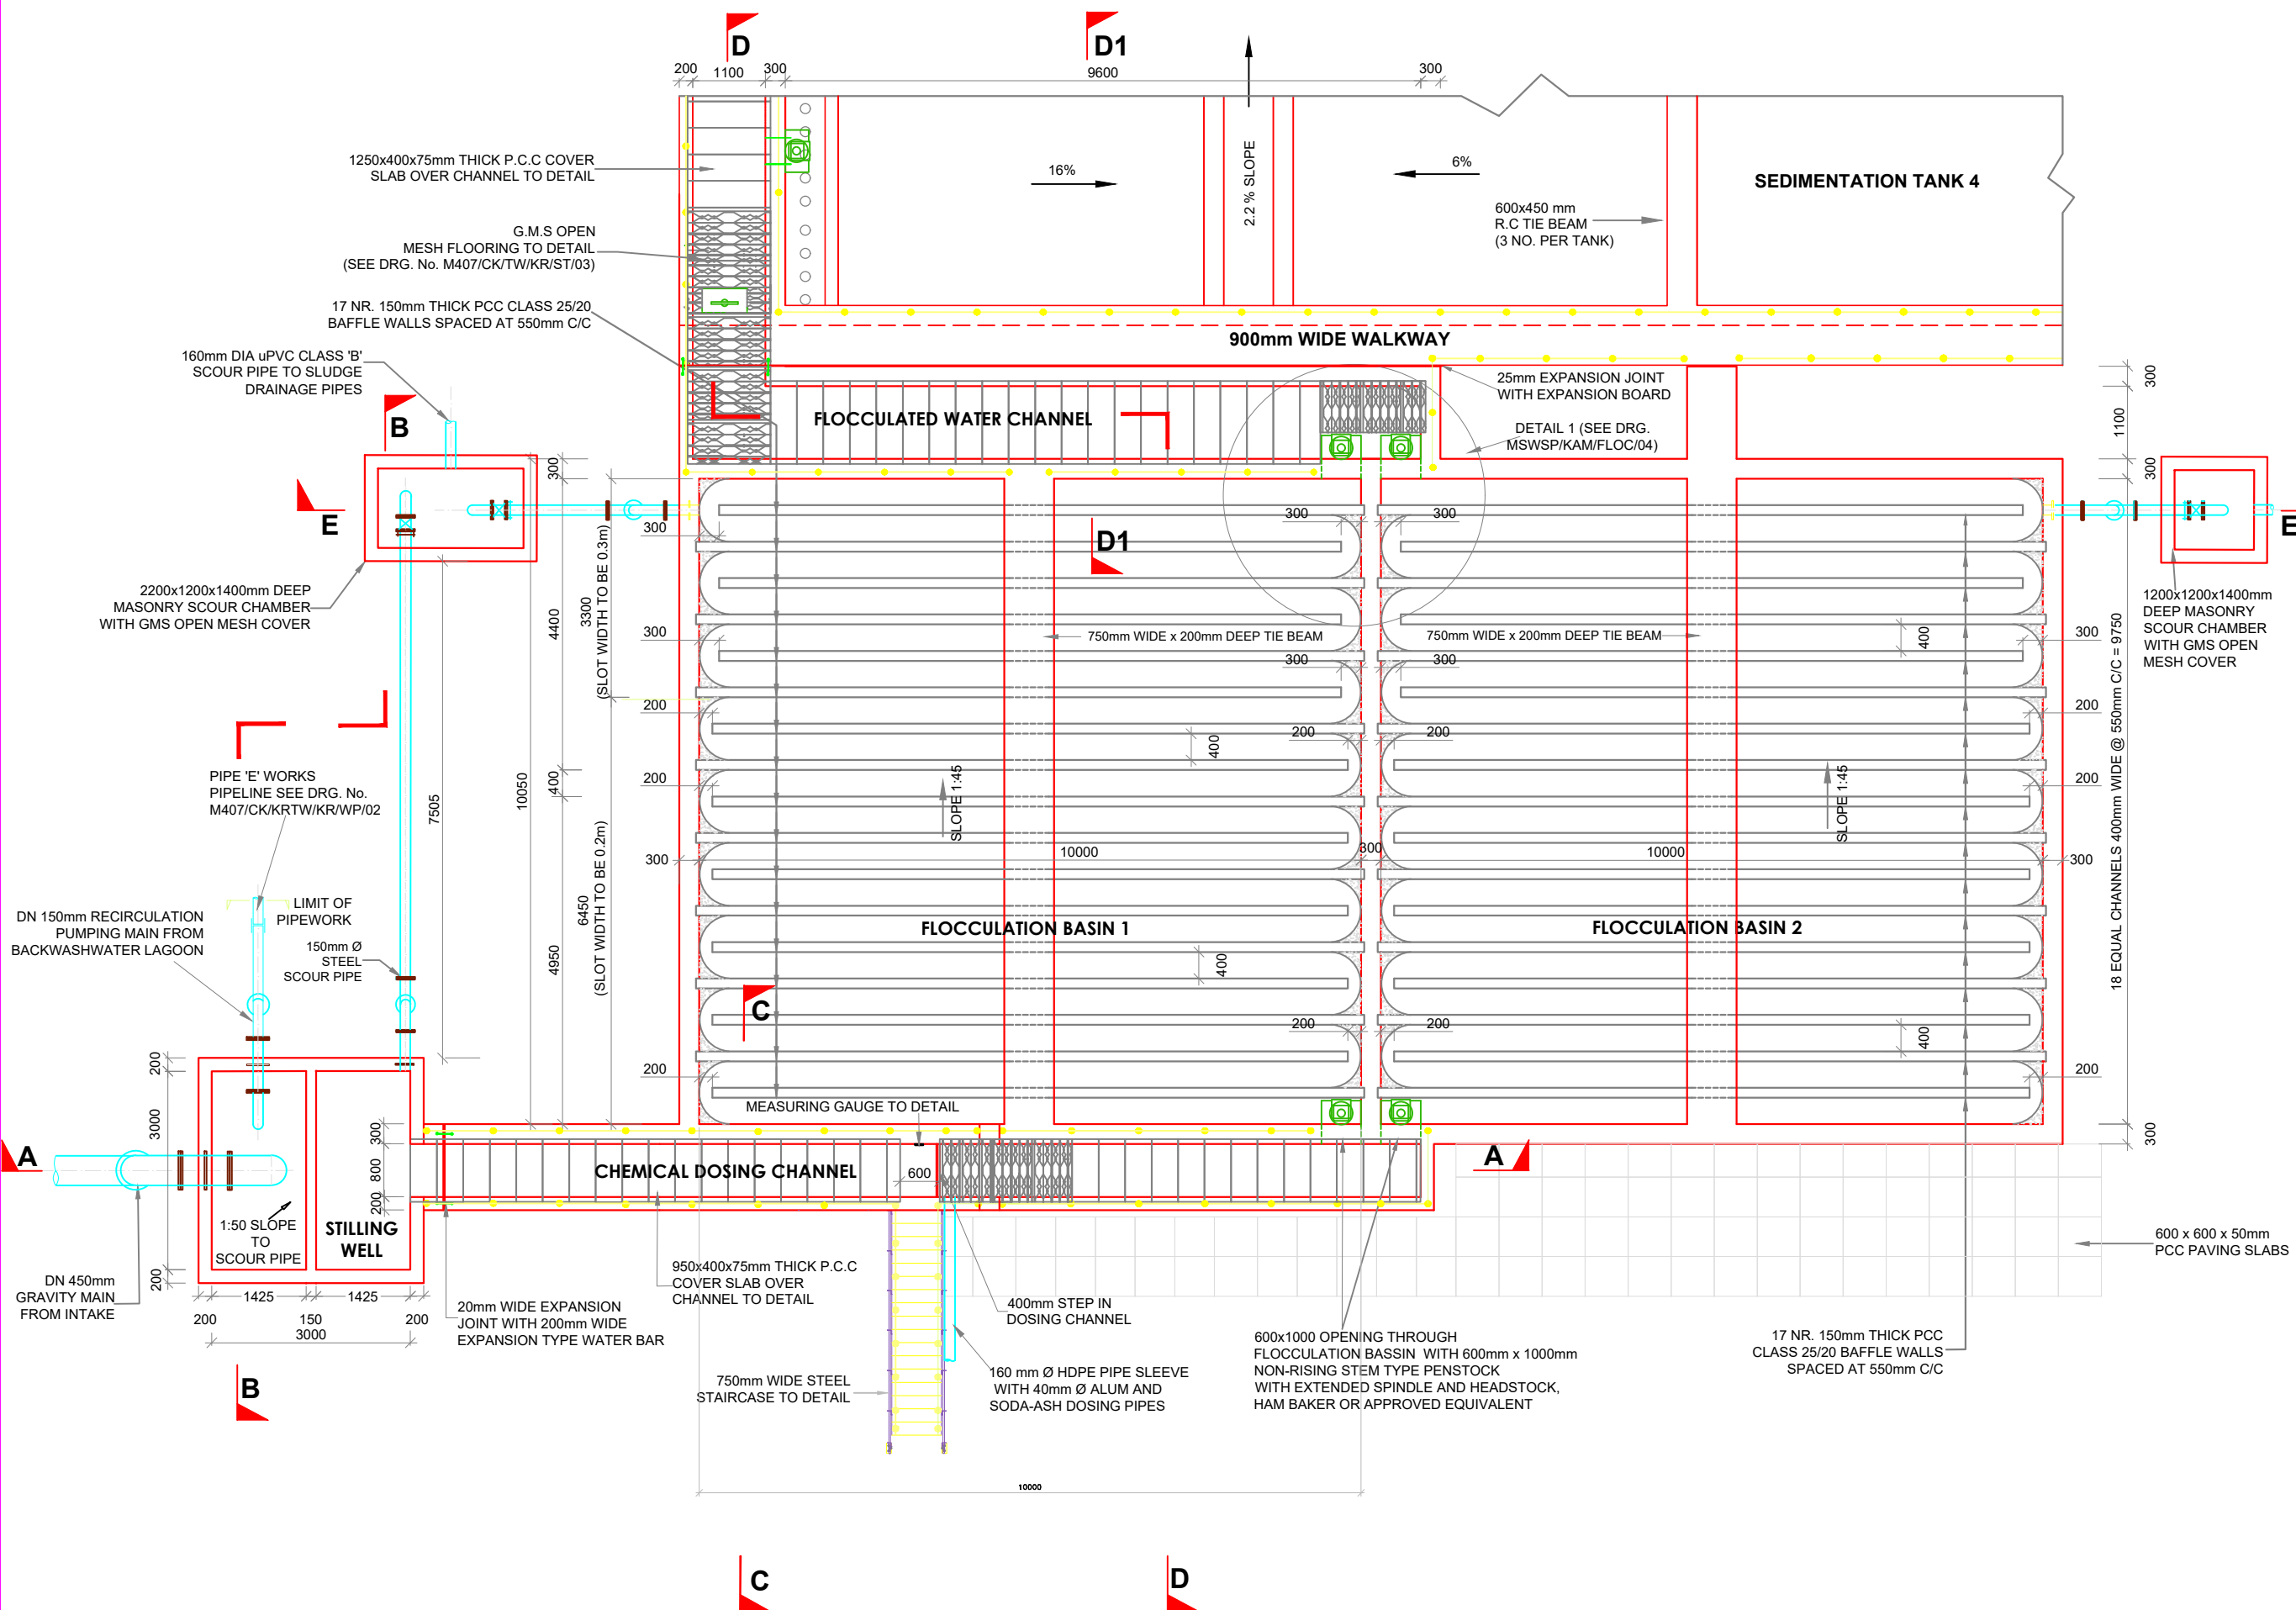 D
D1
200
1100
300
9600
300
1250x400x75mm THICK P.C.C COVER
SLAB OVER CHANNEL TO DETAIL
16%
2.2 % SLOPE
6%
SEDIMENTATION TANK 4
600x450 mm
R.C TIE BEAM
(3 NO. PER TANK)
G.M.S OPEN
MESH FLOORING TO DETAIL
(SEE DRG. No. M407/CK/TW/KR/ST/03)
17 NR. 150mm THICK PCC CLASS 25/20
BAFFLE WALLS SPACED AT 550mm C/C
900mm WIDE WALKWAY
160mm DIA uPVC CLASS 'B'
SCOUR PIPE TO SLUDGE
DRAINAGE PIPES
25mm EXPANSION JOINT
WITH EXPANSION BOARD
300
1100
300
B
FLOCCULATED WATER CHANNEL
DETAIL 1 (SEE DRG.
MSWSP/KAM/FLOC/04)
E
E
300
4400
3300
(SLOT WIDTH TO BE 0.3m)
300
D1
300
300
2200x1200x1400mm DEEP
MASONRY SCOUR CHAMBER
WITH GMS OPEN MESH COVER
1200x1200x1400mm
DEEP MASONRY
SCOUR CHAMBER
WITH GMS OPEN
MESH COVER
300
750mm WIDE x 200mm DEEP TIE BEAM
750mm WIDE x 200mm DEEP TIE BEAM
400
300
300
300
18 EQUAL CHANNELS 400mm WIDE @ 550mm C/C = 9750
200
200
200
200
400
PIPE 'E' WORKS
PIPELINE SEE DRG. No.
M407/CK/KRTW/KR/WP/02
7505
10050
400
200
SLOPE 1:45
SLOPE 1:45
200
300
10000
300
10000
300
6450
(SLOT WIDTH TO BE 0.2m)
4950
DN 150mm RECIRCULATION
PUMPING MAIN FROM
BACKWASHWATER LAGOON
LIMIT OF
PIPEWORK
150mm Ø
STEEL
SCOUR PIPE
FLOCCULATION BASIN 1
FLOCCULATION BASIN 2
400
C
200
200
400
200
200
200
3000
200
MEASURING GAUGE TO DETAIL
300
800
200
300
A
CHEMICAL DOSING CHANNEL
600
A
1:50 SLOPE
TO
SCOUR PIPE
STILLING
WELL
600 x 600 x 50mm
PCC PAVING SLABS
DN 450mm
GRAVITY MAIN
FROM INTAKE
1425
1425
200
150
200
3000
20mm WIDE EXPANSION
JOINT WITH 200mm WIDE
EXPANSION TYPE WATER BAR
950x400x75mm THICK P.C.C
COVER SLAB OVER
CHANNEL TO DETAIL
400mm STEP IN
DOSING CHANNEL
600x1000 OPENING THROUGH
FLOCCULATION BASSIN WITH 600mm x 1000mm
NON-RISING STEM TYPE PENSTOCK
WITH EXTENDED SPINDLE AND HEADSTOCK,
HAM BAKER OR APPROVED EQUIVALENT
17 NR. 150mm THICK PCC
CLASS 25/20 BAFFLE WALLS
SPACED AT 550mm C/C
B
750mm WIDE STEEL
STAIRCASE TO DETAIL
160 mm Ø HDPE PIPE SLEEVE
WITH 40mm Ø ALUM AND
SODA-ASH DOSING PIPES
10000
C
D